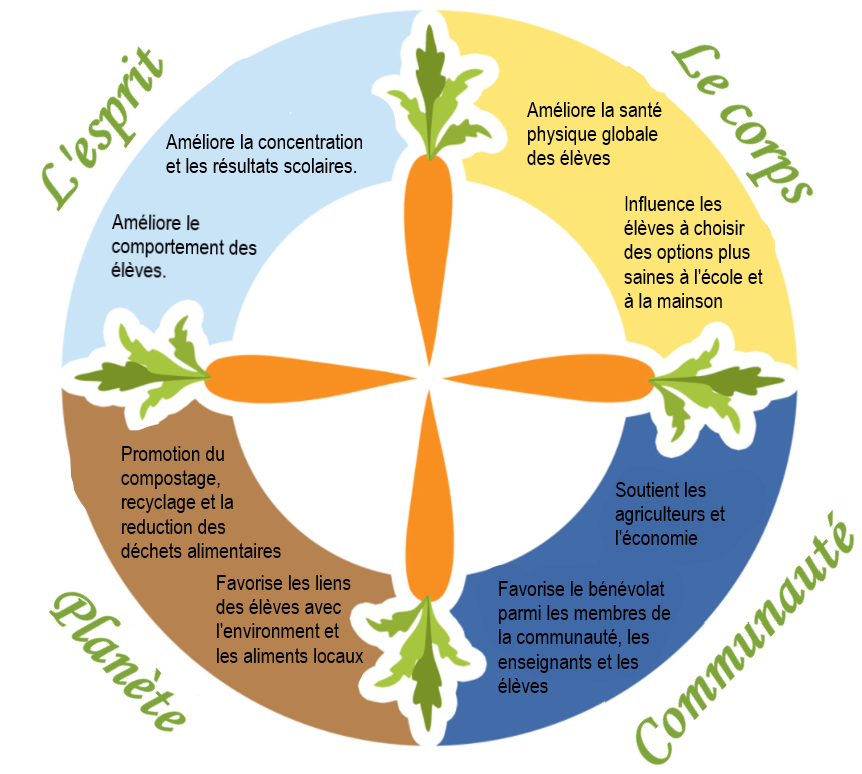 L'esprit
Améliore la concentration
et les résultats scolaires.
Améliore le
comportement des
élèves.
Le corps
Améliore la santé
physique globale
des élèves
Influence les
élèves à choisir
des options plus
saines à l'école et
à la mainson
Planète
Promotion du
compostage,
recyclage et la
reduction des
déchets alimentaires
Favorise les liens
des élèves avec
l'environment et
les aliments locaux
Communauté
Soutient les
agriculteurs et
l'économie
Favorise le bénévolat
parmi les membres de
la communauté, les
enseignants et les
élèves